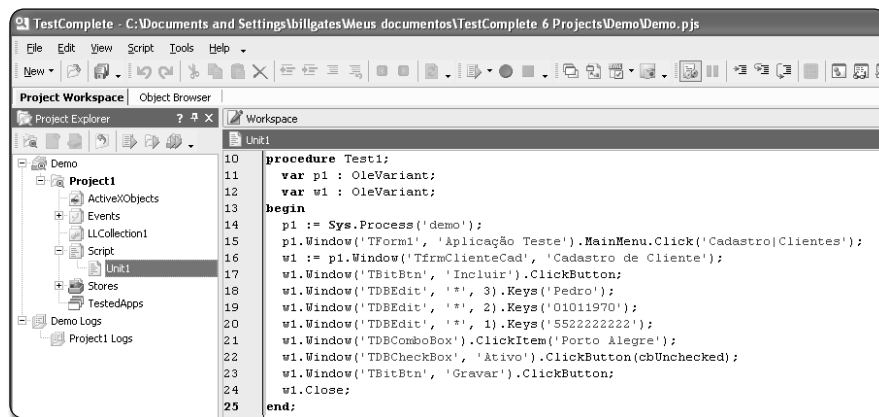 TestComplete - C:\Documents and Settings\billgates\Meus documentos\TestComplete 6 Projects\Demo\Demo.pjs
File Edit View Script Tools Help
New
Project Workspace Object Browser
Project Explorer
Workspace
Unit1
Demo
Project1
ActiveXObjects
Events
LLCollection1
Script
Unit1
Stores
TestedApps
Demo Logs
Project1 Logs
10 procedure Test1;
11 var p1 : OleVariant;
12 var w1 : OleVariant;
13 begin
14 p1 := Sys.Process('demo');
15 p1.Window('TForm1', 'Aplicação Teste').MainMenu.Click('Cadastro|Clientes');
16 w1 := p1.Window('TfrmClienteCad', 'Cadastro de Cliente');
17 w1.Window('TBitBtn', 'Incluir').ClickButton;
18 w1.Window('TDBEdit', '*', 3).Keys('Pedro');
19 w1.Window('TDBEdit', '*', 2).Keys('01011970');
20 w1.Window('TDBEdit', '*', 1).Keys('5522222222');
21 w1.Window('TDBComboBox').ClickItem('Porto Alegre');
22 w1.Window('TDBCheckBox', 'Ativo').ClickButton(cbUnchecked);
23 w1.Window('TBitBtn', 'Gravar').ClickButton;
24 w1.Close;
25 end;